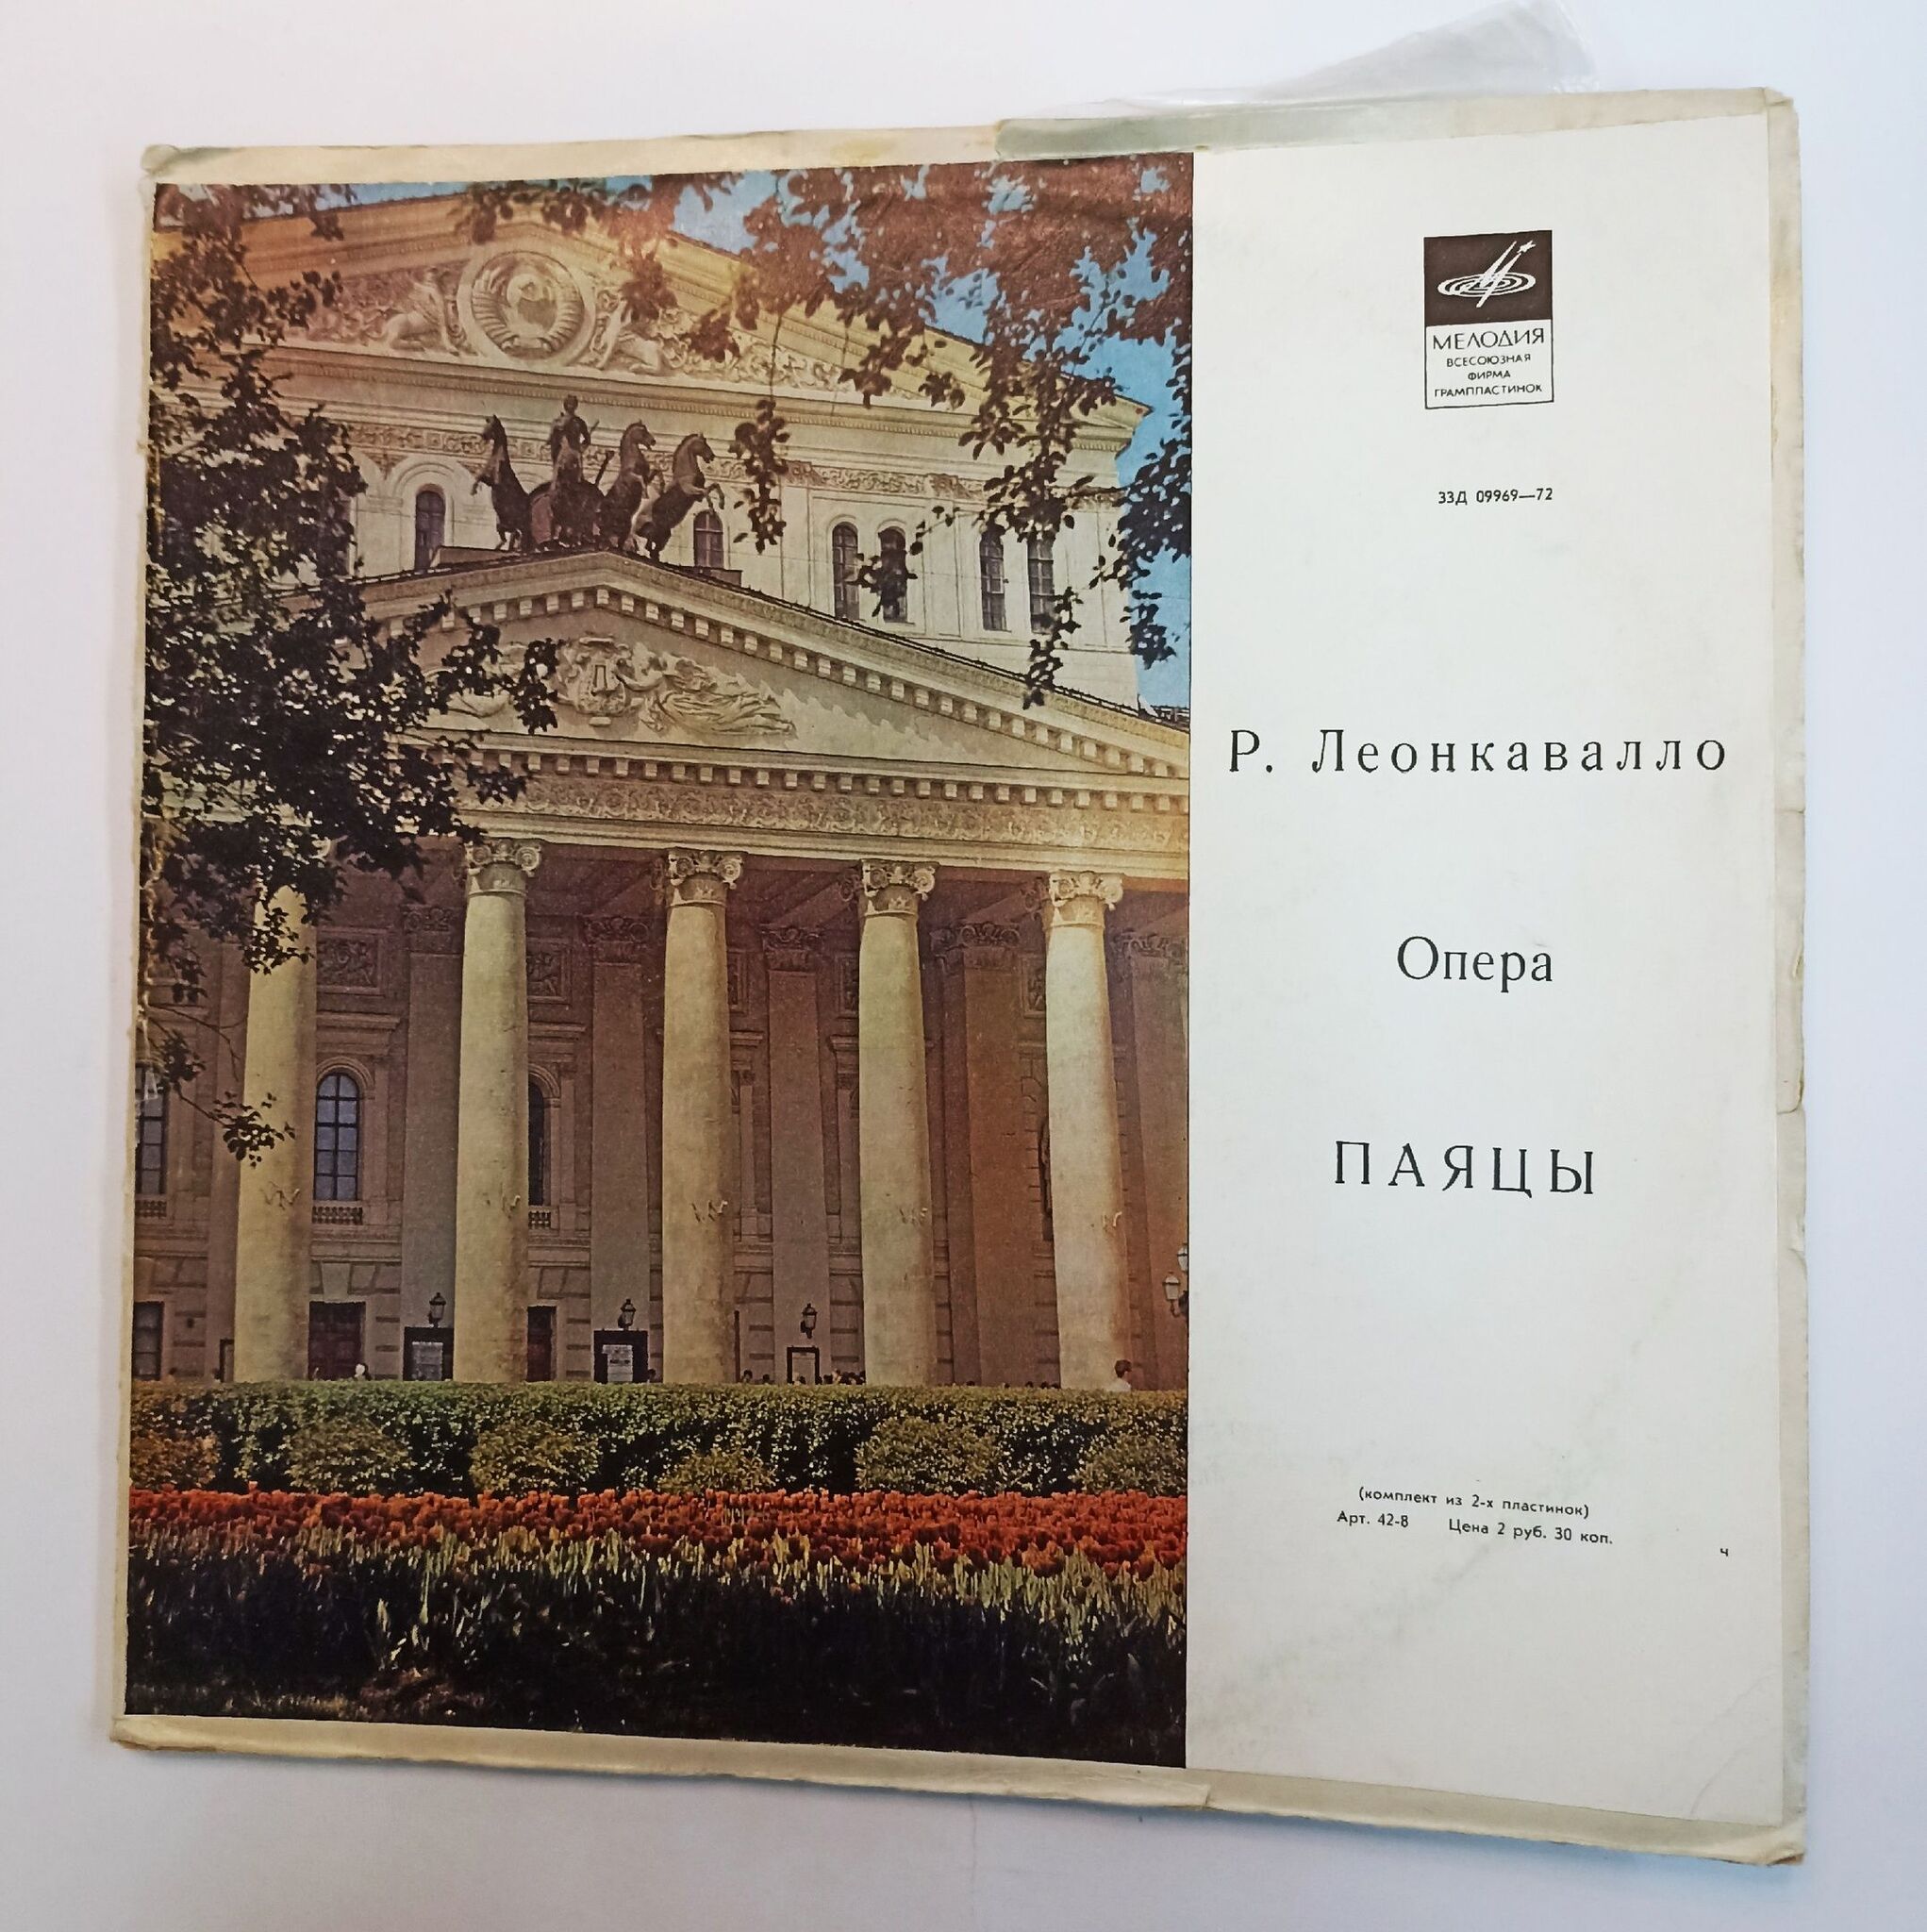 МЕЛОДИЯ
ВСЕСОЮЗНАЯ
ФИРМА
ГРАМПЛАСТИНОК
33Д 09969—72
Р. Леонкавалло
Опера
ПАЯЦЫ
(комплект из 2-х пластинок)
Арт. 42-8 Цена 2 руб. 30 коп.
ч